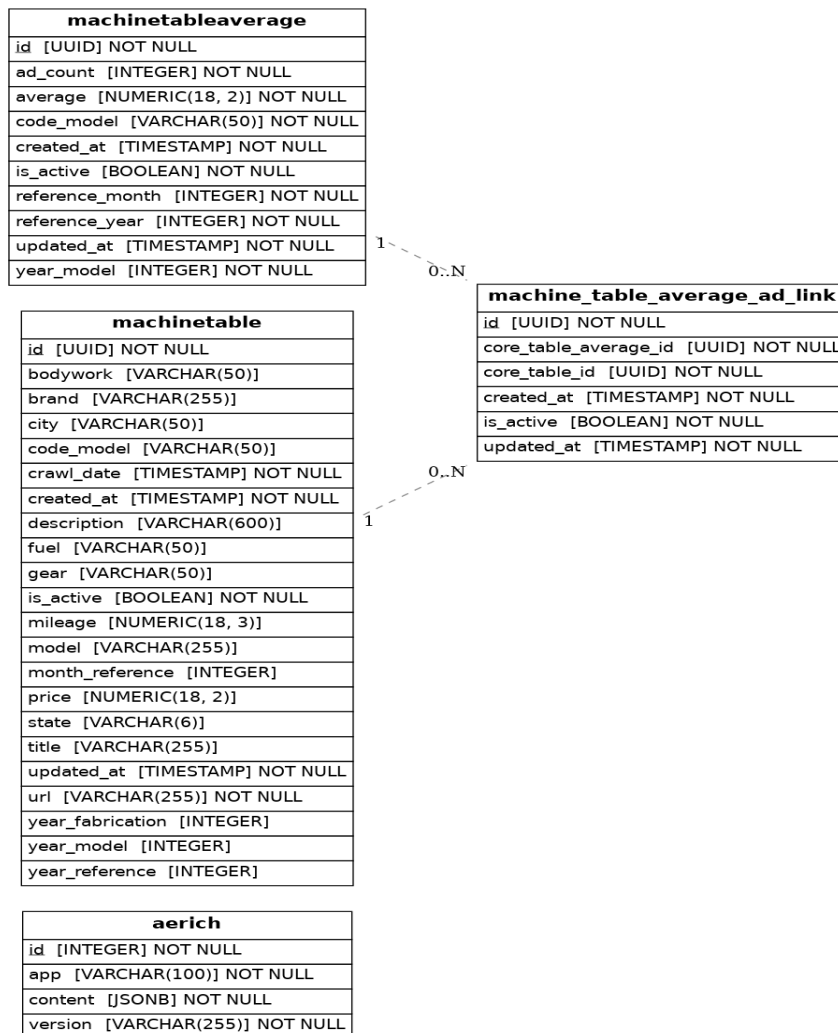 machinetableaverage
id [UUID] NOT NULL
ad_count [INTEGER] NOT NULL
average [NUMERIC(18, 2)] NOT NULL
code_model [VARCHAR(50)] NOT NULL
created_at [TIMESTAMP] NOT NULL
is_active [BOOLEAN] NOT NULL
reference_month [INTEGER] NOT NULL
reference_year [INTEGER] NOT NULL
updated_at [TIMESTAMP] NOT NULL
year_model [INTEGER] NOT NULL
1
0..N
machine_table_average_ad_link
id [UUID] NOT NULL
core_table_average_id [UUID] NOT NULL
core_table_id [UUID] NOT NULL
created_at [TIMESTAMP] NOT NULL
is_active [BOOLEAN] NOT NULL
updated_at [TIMESTAMP] NOT NULL
0..N
1
machinetable
id [UUID] NOT NULL
bodywork [VARCHAR(50)]
brand [VARCHAR(255)]
city [VARCHAR(50)]
code_model [VARCHAR(50)]
crawl_date [TIMESTAMP] NOT NULL
created_at [TIMESTAMP] NOT NULL
description [VARCHAR(600)]
fuel [VARCHAR(50)]
gear [VARCHAR(50)]
is_active [BOOLEAN] NOT NULL
mileage [NUMERIC(18, 3)]
model [VARCHAR(255)]
month_reference [INTEGER]
price [NUMERIC(18, 2)]
state [VARCHAR(6)]
title [VARCHAR(255)]
updated_at [TIMESTAMP] NOT NULL
url [VARCHAR(255)] NOT NULL
year_fabrication [INTEGER]
year_model [INTEGER]
year_reference [INTEGER]
aerich
id [INTEGER] NOT NULL
app [VARCHAR(100)] NOT NULL
content [JSONB] NOT NULL
version [VARCHAR(255)] NOT NULL